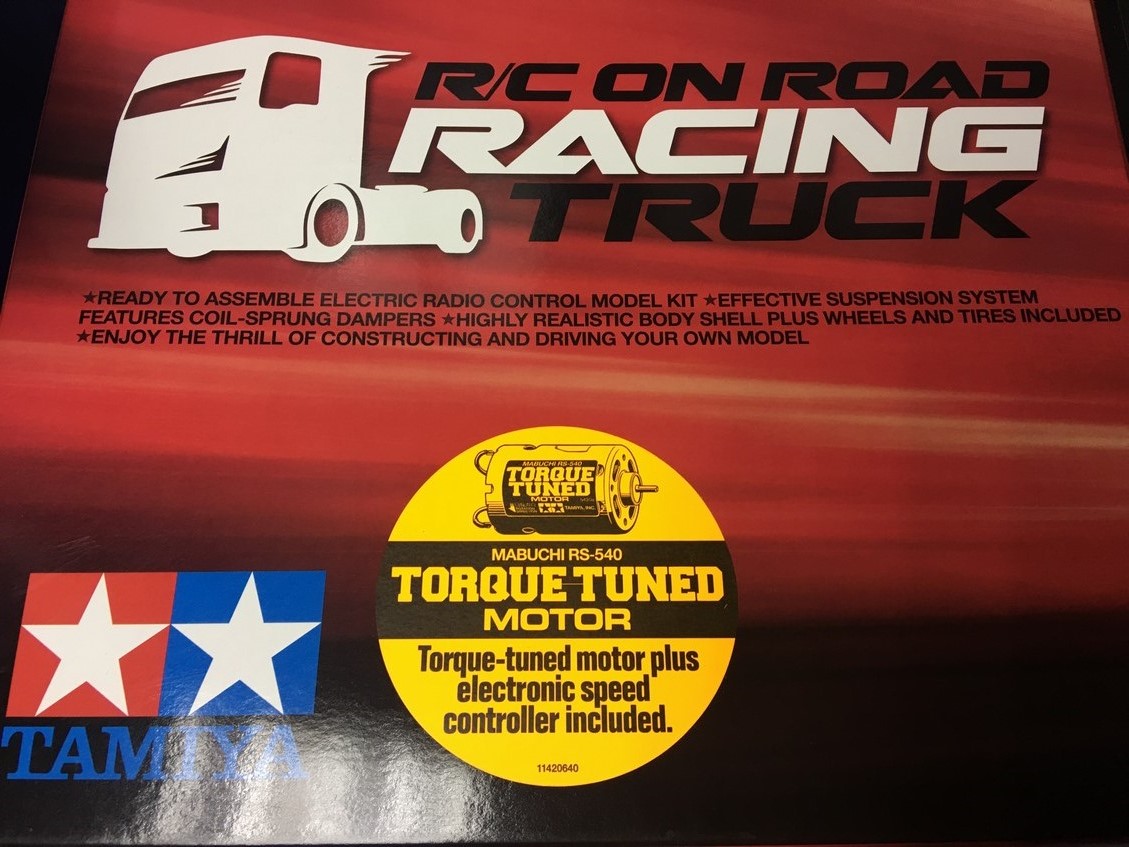 R/C ON ROAD
RACING
TRUCK
★READY TO ASSEMBLE ELECTRIC RADIO CONTROL MODEL KIT ★EFFECTIVE SUSPENSION SYSTEM
FEATURES COIL-SPRUNG DAMPERS ★HIGHLY REALISTIC BODY SHELL PLUS WHEELS AND TIRES INCLUDED
★ENJOY THE THRILL OF CONSTRUCTING AND DRIVING YOUR OWN MODEL
MABUCHI RS-540
TORQUE
TUNED
MOTOR
TAMIYA, INC.
MABUCHI RS-540
TORQUE-TUNED
MOTOR
Torque-tuned motor plus
electronic speed
controller included.
11420640
TAMIYA